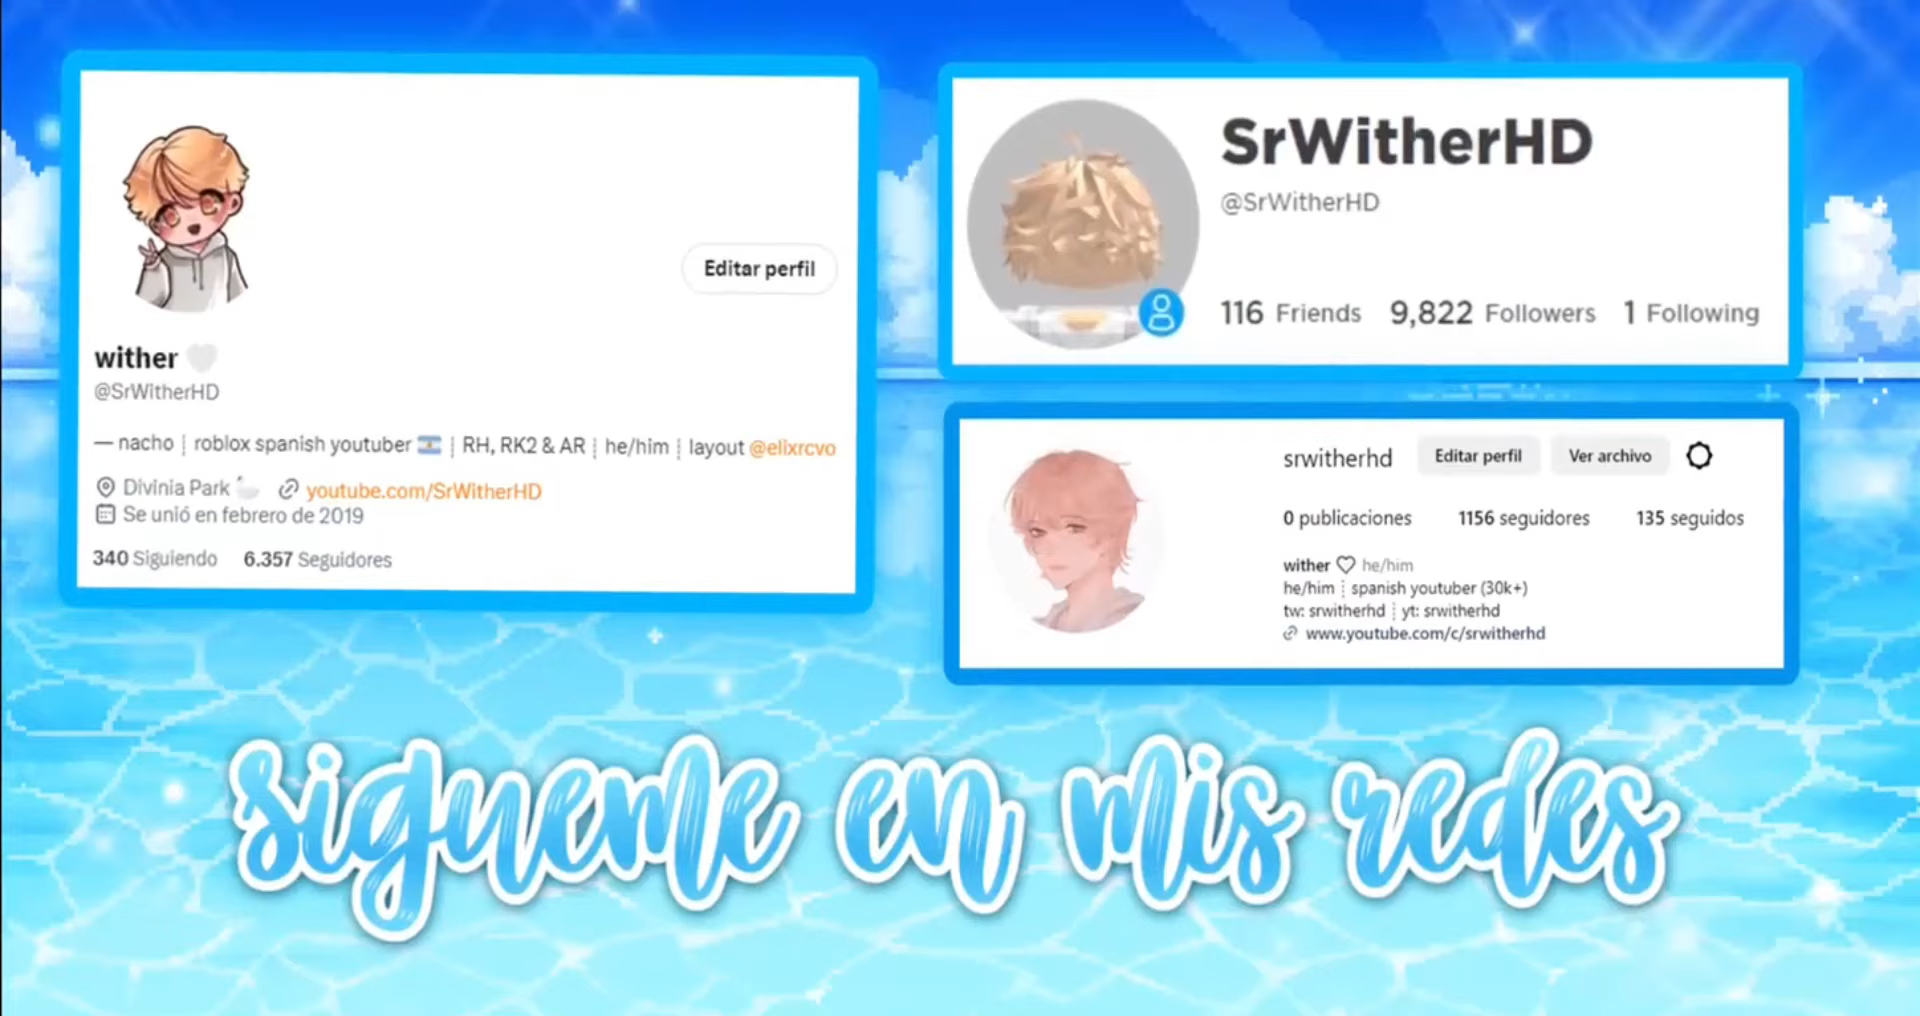 Editar perfil
wither 🤍
@SrWitherHD
— nacho ┊ roblox spanish youtuber 🇦🇷 ┊ RH, RK2 & AR ┊ he/him ┊ layout @elixrcvo
Divinia Park 🦢 youtube.com/SrWitherHD
Se unió en febrero de 2019
340 Siguiendo 6.357 Seguidores
SrWitherHD
@SrWitherHD
116 Friends 9,822 Followers 1 Following
srwitherhd Editar perfil Ver archivo
0 publicaciones 1156 seguidores 135 seguidos
wither ♡ he/him
he/him ┊ spanish youtuber (30k+)
tw: srwitherhd ┊ yt: srwitherhd
www.youtube.com/c/srwitherhd
sigueme en mis redes